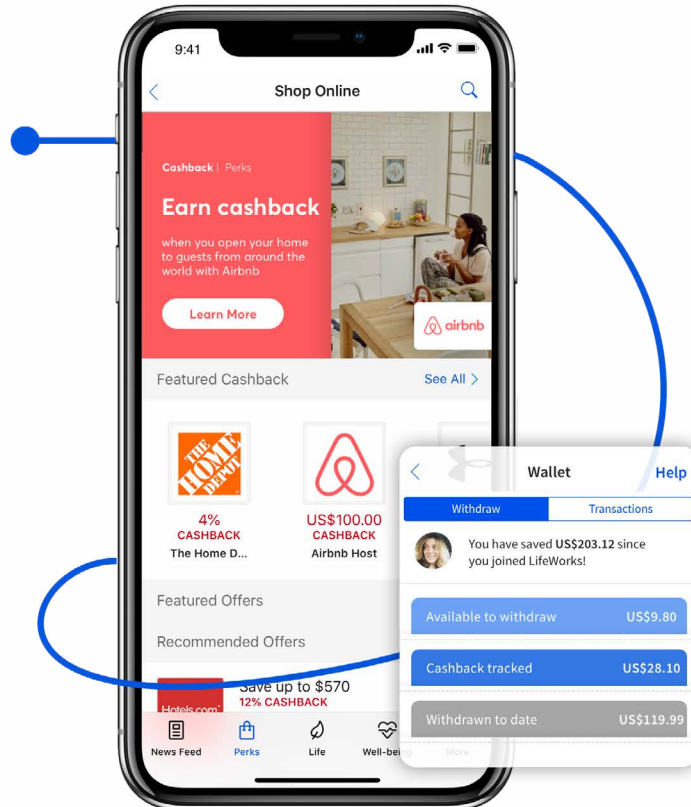 9:41
Shop Online
Cashback | Perks
Earn cashback
when you open your home
to guests from around the
world with Airbnb
Learn More
airbnb
Featured Cashback
See All >
THE
HOME
DEPOT
4%
CASHBACK
The Home D...
US$100.00
CASHBACK
Airbnb Host
Featured Offers
Recommended Offers
Hotels.com
Save up to $570
12% CASHBACK
News Feed
Perks
Life
Well-being
More
Wallet
Help
Withdraw
Transactions
You have saved US$203.12 since
you joined LifeWorks!
Available to withdraw US$9.80
Cashback tracked US$28.10
Withdrawn to date US$119.99